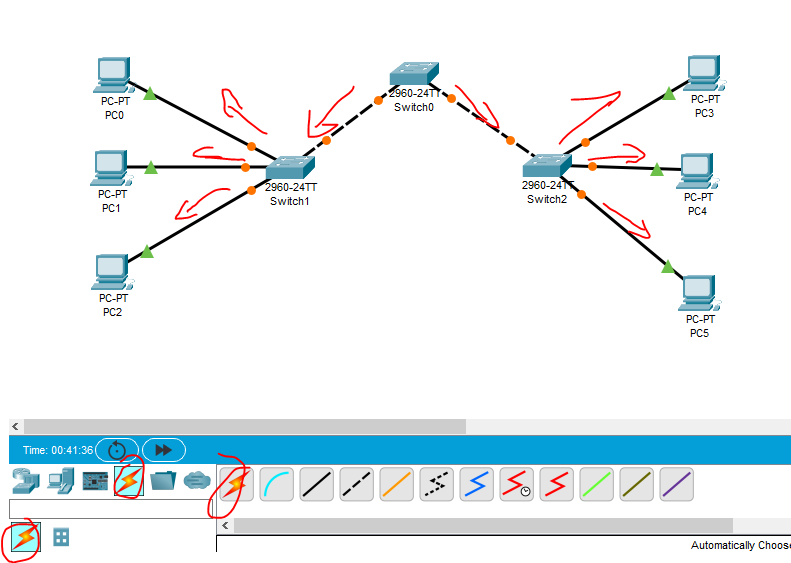 2960-24TT
Switch0
PC-PT
PC0
PC-PT
PC3
PC-PT
PC1
2960-24TT
Switch1
2960-24TT
Switch2
PC-PT
PC4
PC-PT
PC2
PC-PT
PC5
Time: 00:41:36
Automatically Choose